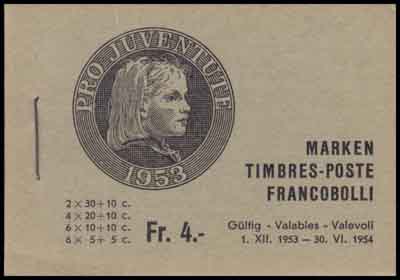 PRO JUVENTUTE
1953
MARKEN
TIMBRES-POSTE
FRANCOBOLLI
2 × 30 + 10 c.
4 × 20 + 10 c.
6 × 10 + 10 c.
6 × 5 + 5 c.
Fr. 4.-
Gültig - Valables - Valevoli
1. XII. 1953 — 30. VI. 1954